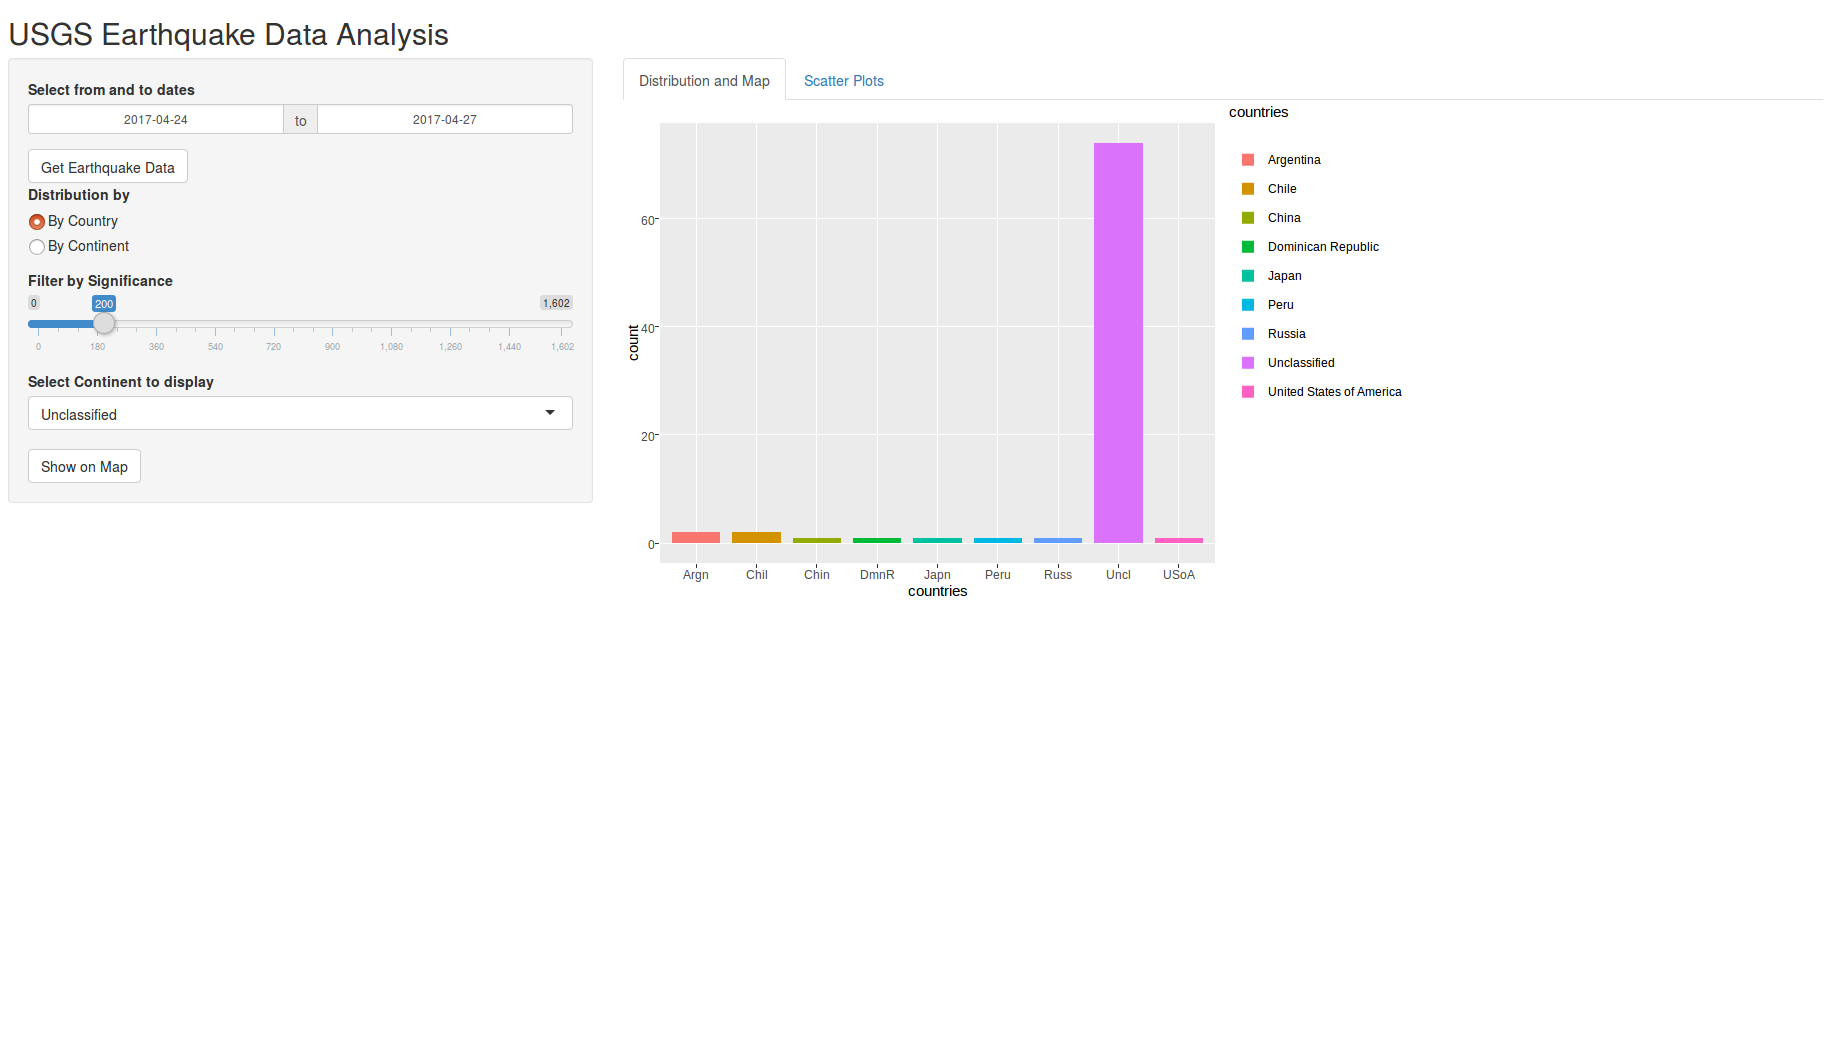 USGS Earthquake Data Analysis
Select from and to dates
2017-04-24 to 2017-04-27
Get Earthquake Data
Distribution by
By Country
By Continent
Filter by Significance
0 200 1,602
0 180 360 540 720 900 1,080 1,260 1,440 1,602
Select Continent to display
Unclassified
Show on Map
Distribution and Map Scatter Plots
60
40
20
0
count
Argn Chil Chin DmnR Japn Peru Russ Uncl USoA
countries
countries
Argentina
Chile
China
Dominican Republic
Japan
Peru
Russia
Unclassified
United States of America